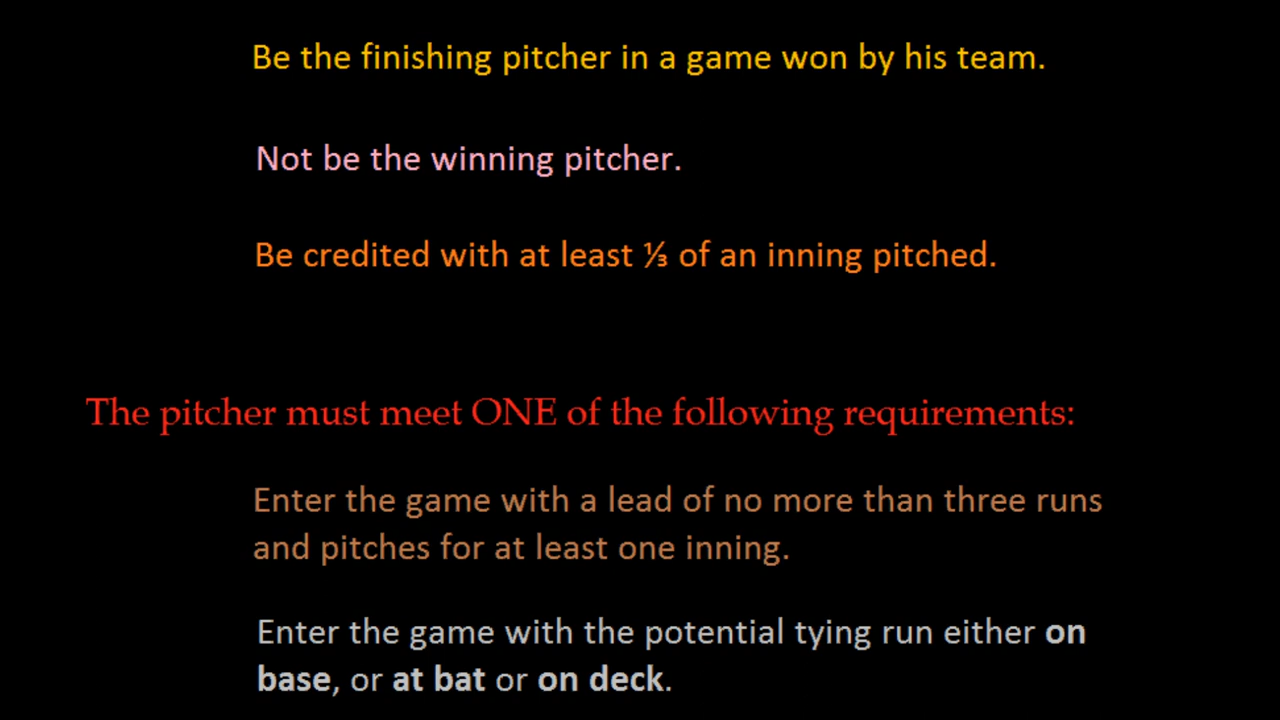 Be the finishing pitcher in a game won by his team.
Not be the winning pitcher.
Be credited with at least ⅓ of an inning pitched.
The pitcher must meet ONE of the following requirements:
Enter the game with a lead of no more than three runs
and pitches for at least one inning.
Enter the game with the potential tying run either on
base, or at bat or on deck.